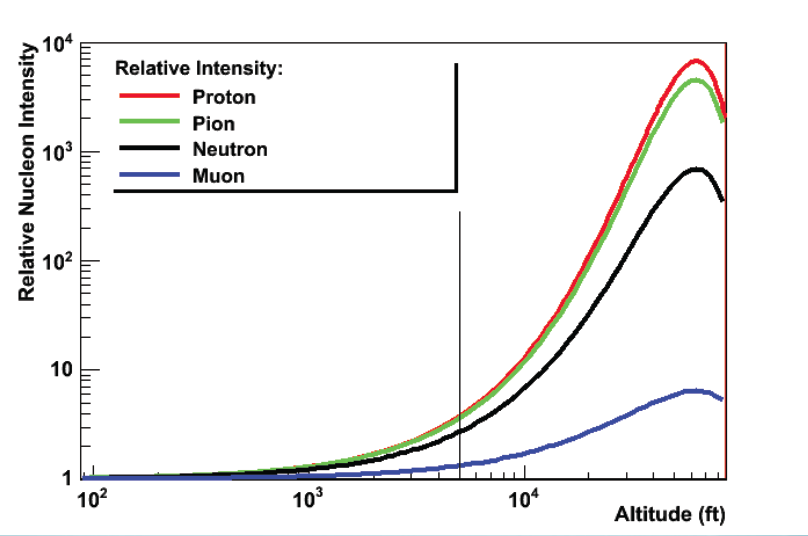 Relative Nucleon Intensity
10⁴
10³
10²
10
1
Relative Intensity:
Proton
Pion
Neutron
Muon
10² 10³ 10⁴
Altitude (ft)